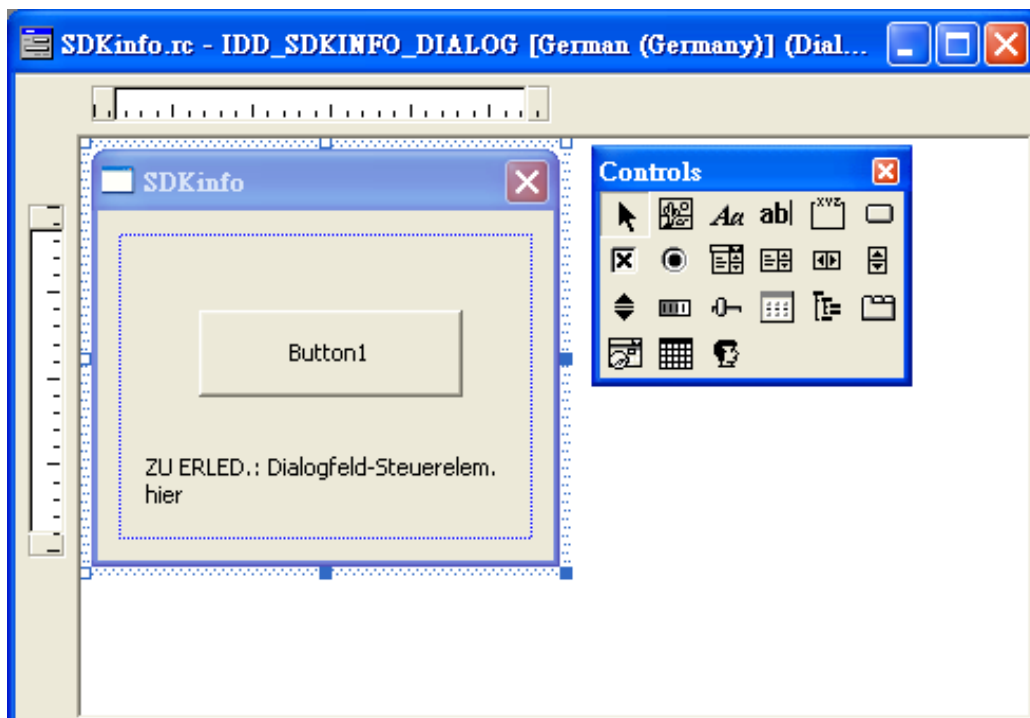 SDKinfo.rc - IDD_SDKINFO_DIALOG [German (Germany)] (Dial...
SDKinfo
Controls
Aa ab| XYZ
Button1
ZU ERLED.: Dialogfeld-Steuerelem.
hier